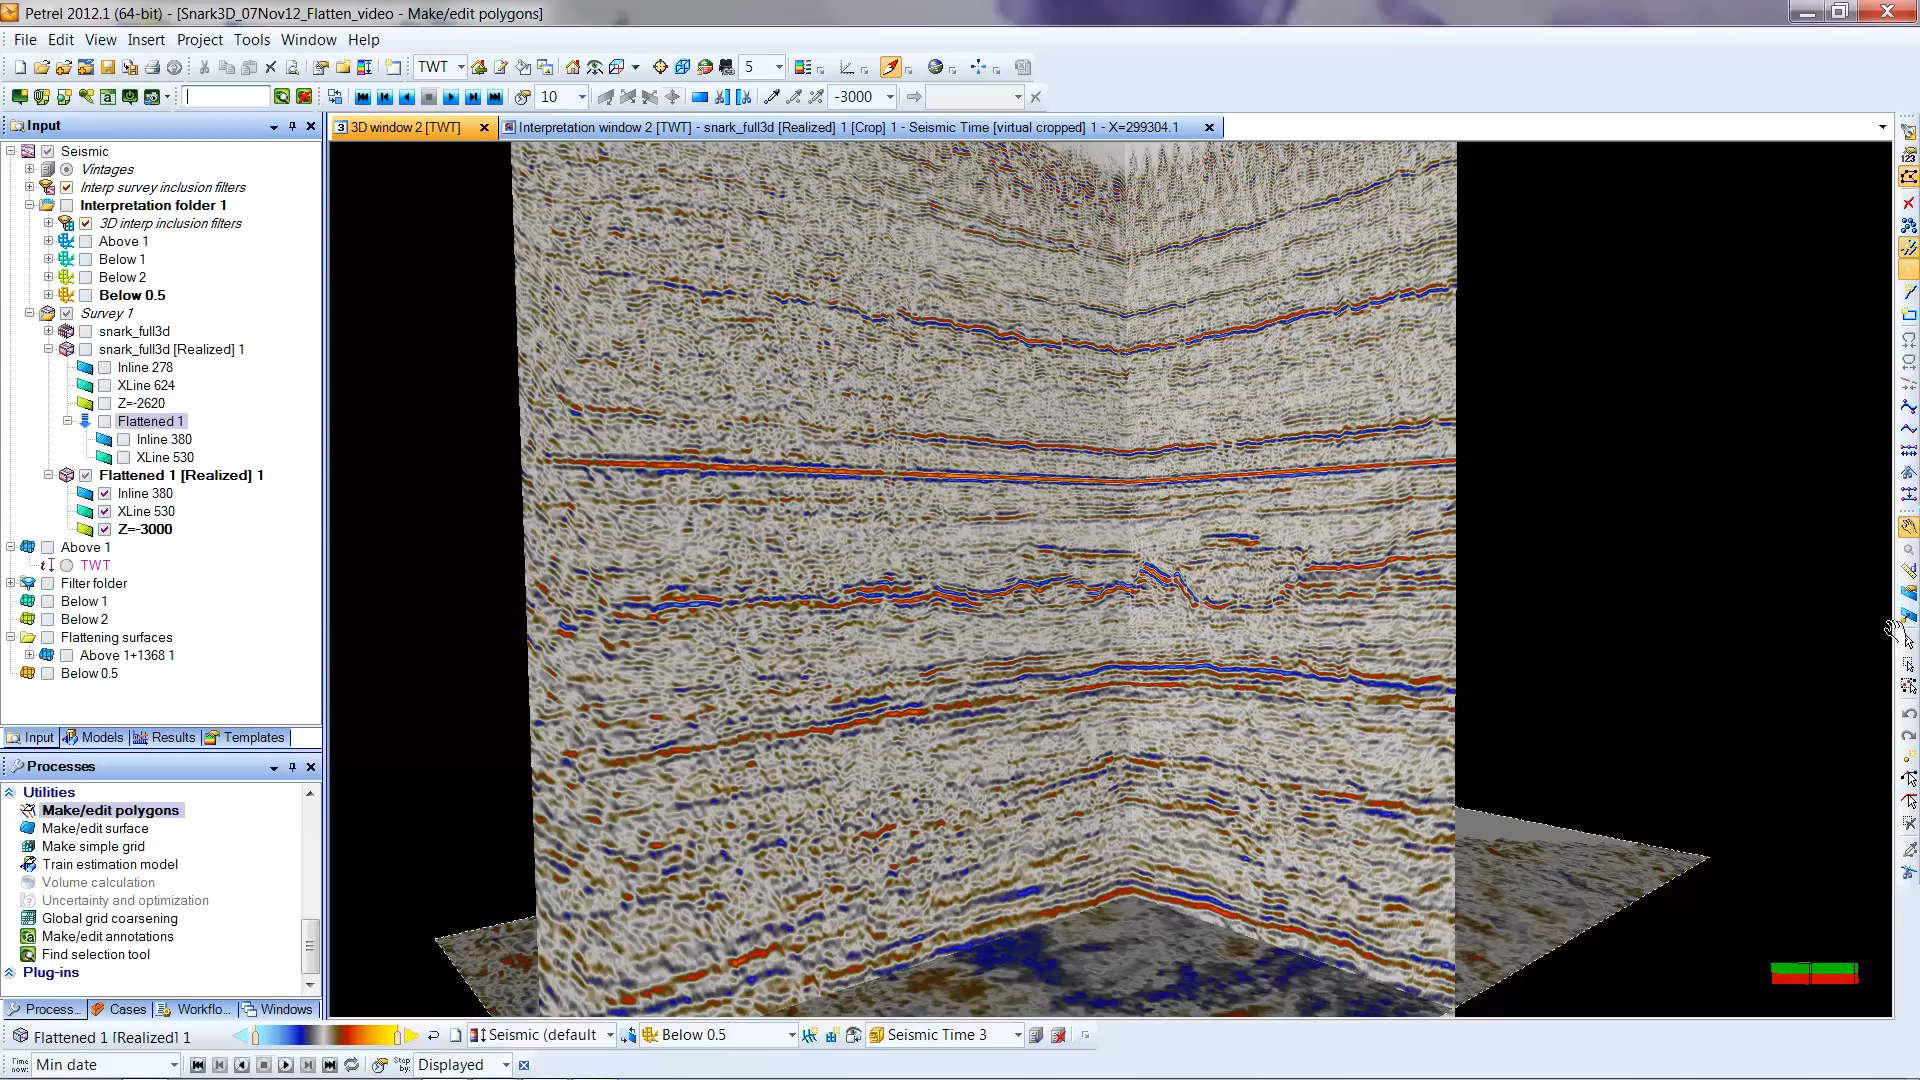 Petrel 2012.1 (64-bit) - [Snark3D_07Nov12_Flatten_video - Make/edit polygons]
File Edit View Insert Project Tools Window Help
TWT 5
10 -3000
Input
3D window 2 [TWT]
Interpretation window 2 [TWT] - snark_full3d [Realized] 1 [Crop] 1 - Seismic Time [virtual cropped] 1 - X=299304.1
Seismic
Vintages
Interp survey inclusion filters
Interpretation folder 1
3D interp inclusion filters
Above 1
Below 1
Below 2
Below 0.5
Survey 1
snark_full3d
snark_full3d [Realized] 1
Inline 278
XLine 624
Z=-2620
Flattened 1
Inline 380
XLine 530
Flattened 1 [Realized] 1
Inline 380
XLine 530
Z=-3000
Above 1
TWT
Filter folder
Below 1
Below 2
Flattening surfaces
Above 1+1368 1
Below 0.5
Input Models Results Templates
Processes
Utilities
Make/edit polygons
Make/edit surface
Make simple grid
Train estimation model
Volume calculation
Uncertainty and optimization
Global grid coarsening
Make/edit annotations
Find selection tool
Plug-ins
Process... Cases Workflo... Windows
Flattened 1 [Realized] 1
Seismic (default
Below 0.5
Seismic Time 3
Time now: Min date
Step by: Displayed
123